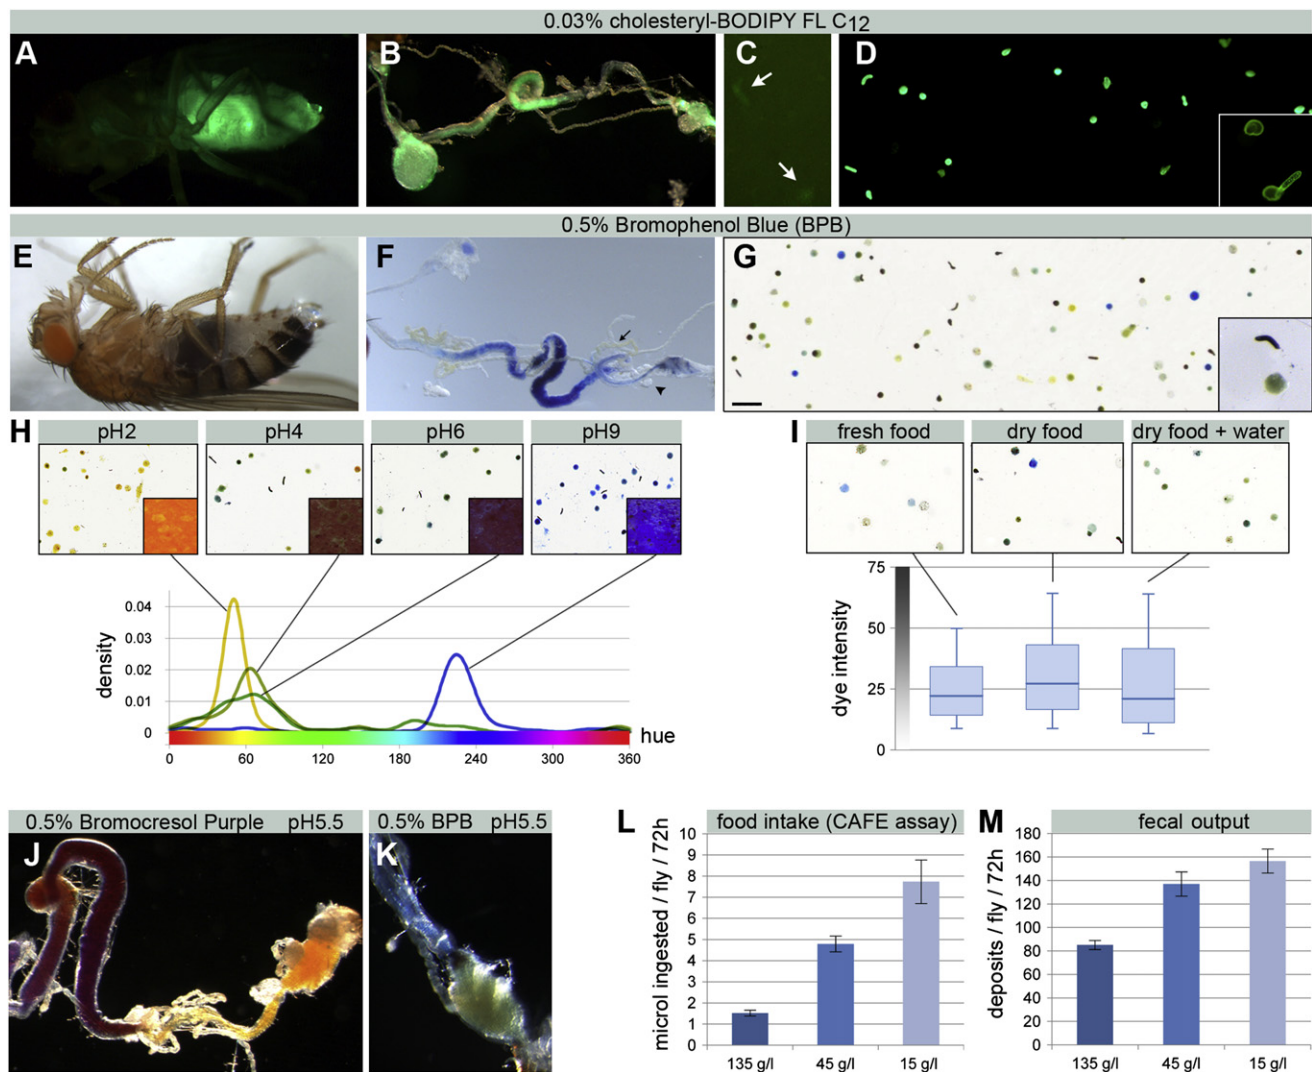 0.03% cholesteryl-BODIPY FL C12
A
B
C
D
0.5% Bromophenol Blue (BPB)
E
F
G
H
pH2
pH4
pH6
pH9
density
0.04
0.03
0.02
0.01
0
0
60
120
180
240
300
360
hue
I
fresh food
dry food
dry food + water
dye intensity
75
50
25
0
0.5% Bromocresol Purple pH5.5
J
0.5% BPB pH5.5
K
L
food intake (CAFE assay)
microl ingested / fly / 72h
10
9
8
7
6
5
4
3
2
1
0
135 g/l
45 g/l
15 g/l
M
fecal output
deposits / fly / 72h
180
160
140
120
100
80
60
40
20
0
135 g/l
45 g/l
15 g/l